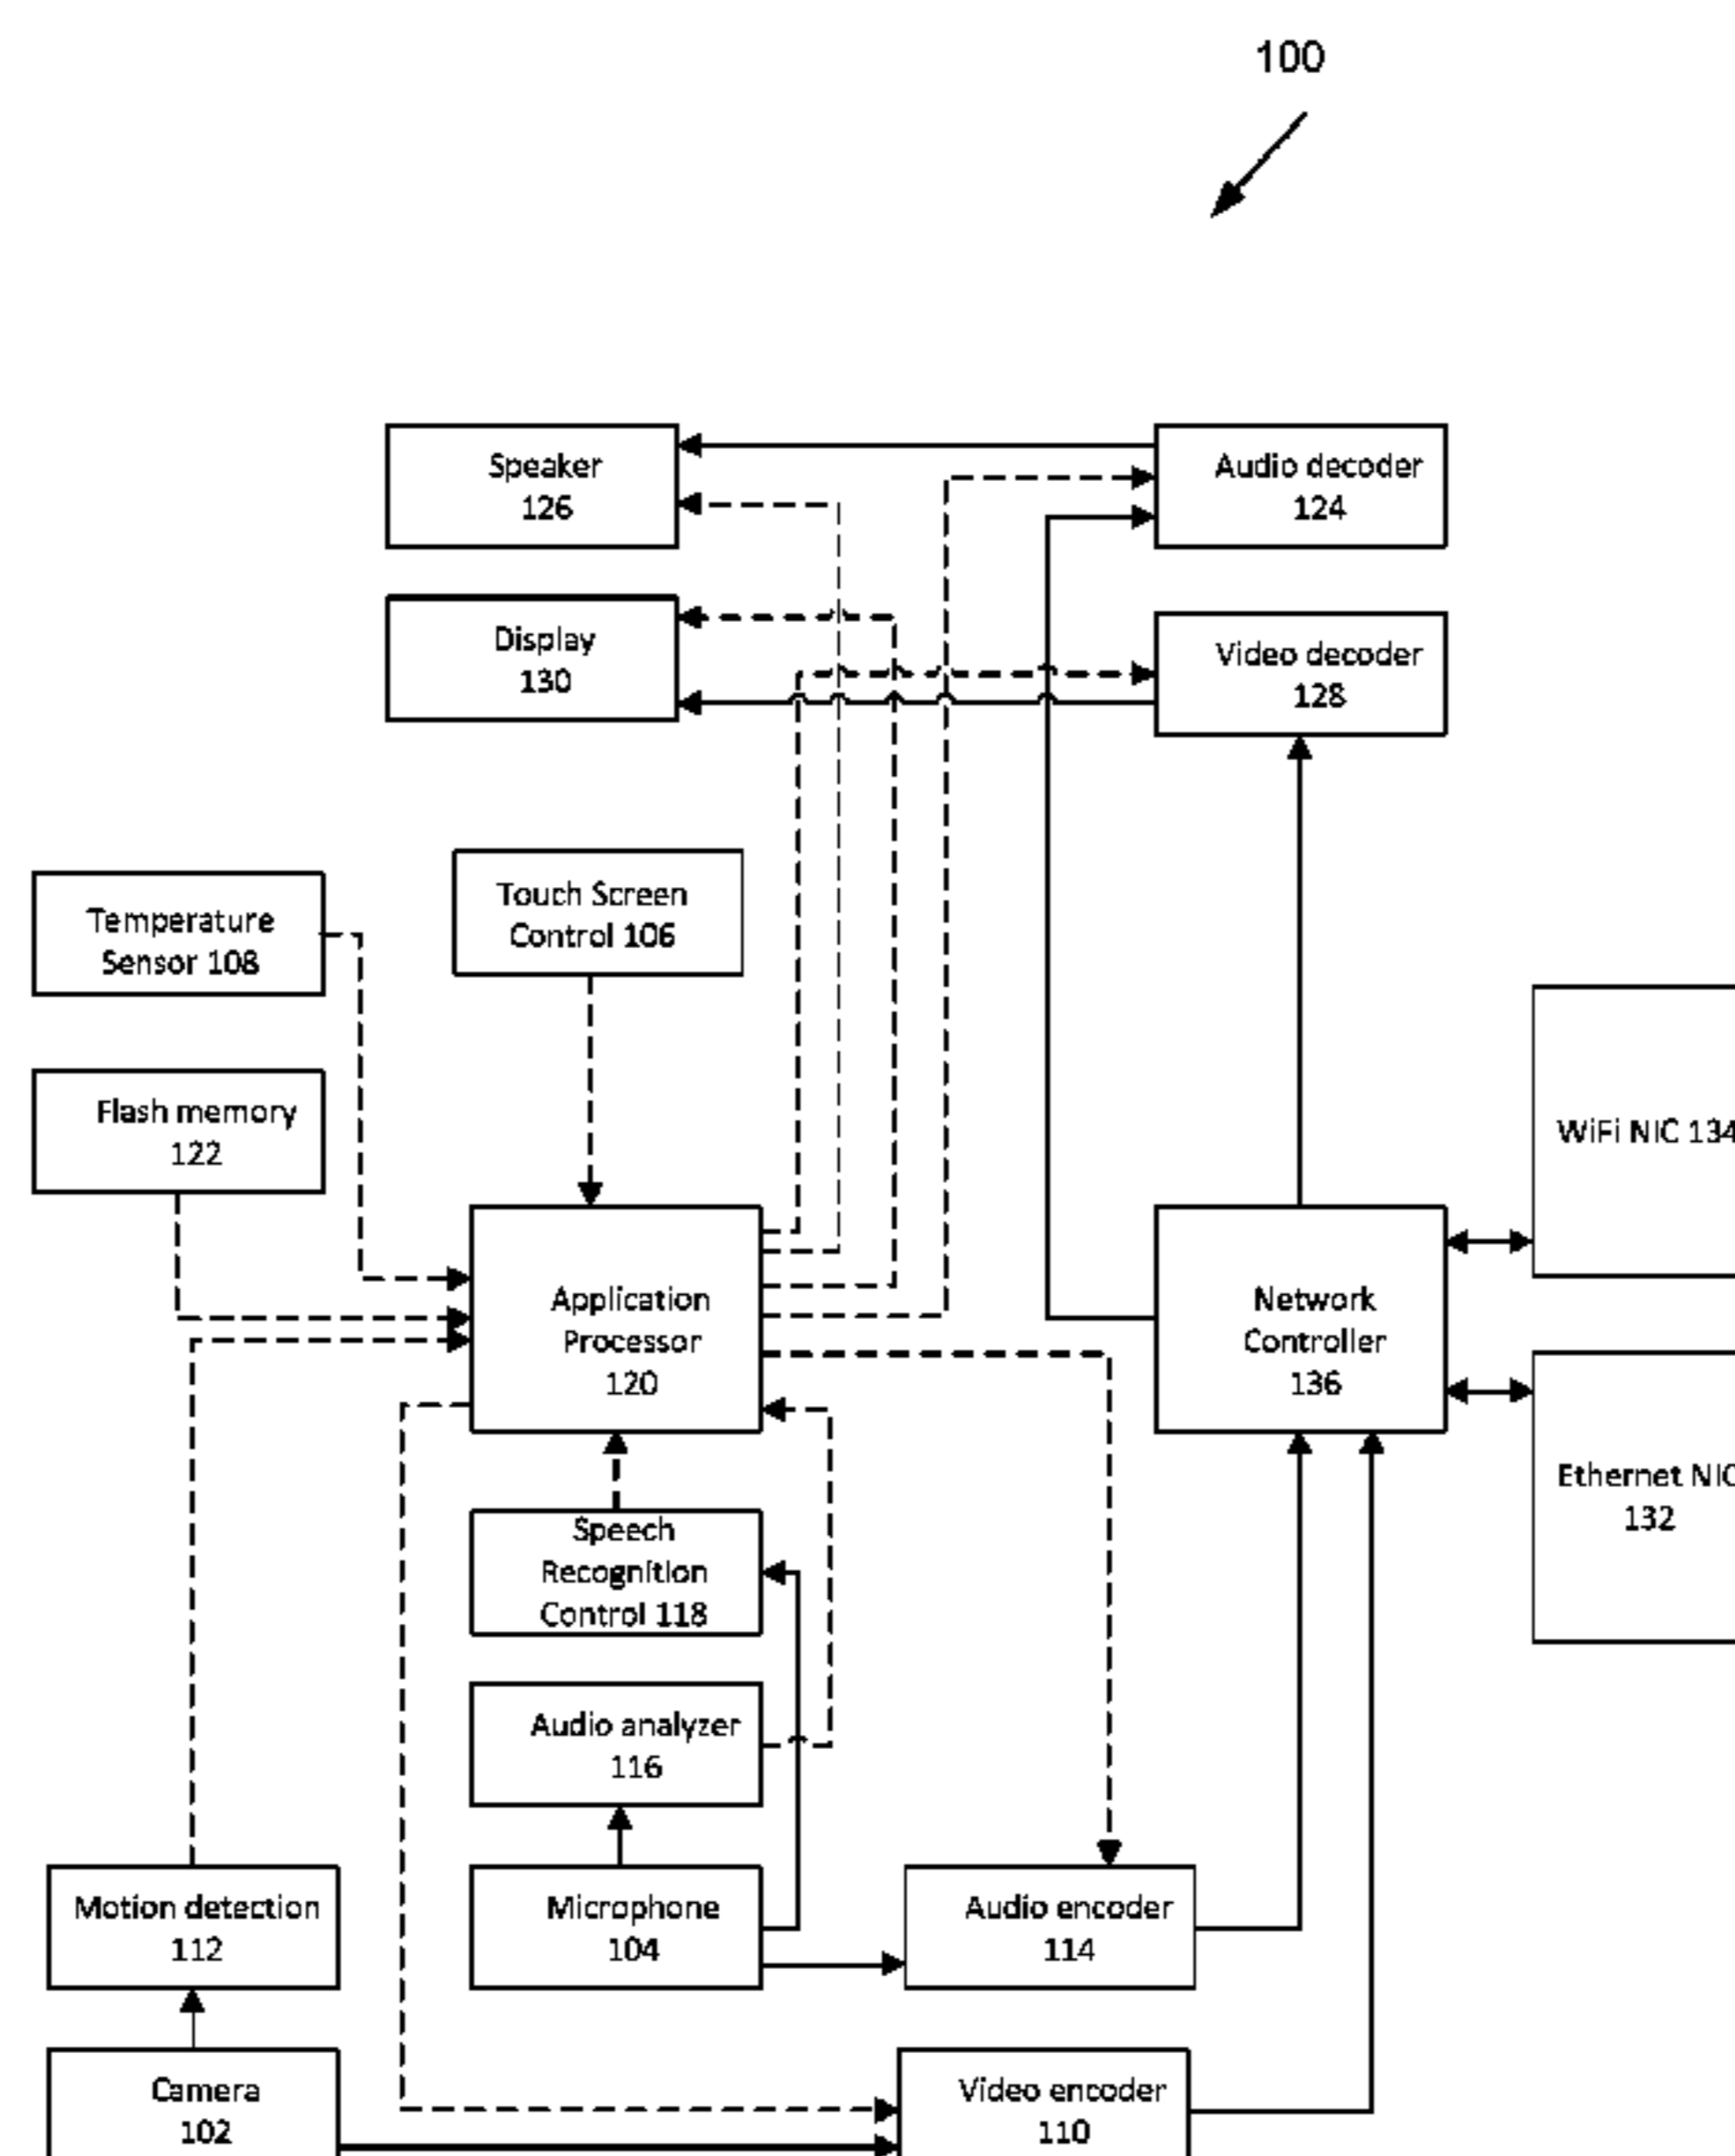 100
Speaker
126
Audio decoder
124
Display
130
Video decoder
128
Temperature
Sensor 108
Touch Screen
Control 106
Flash memory
122
WiFi NIC 134
Application
Processor
120
Network
Controller
136
Ethernet NIC
132
Speech
Recognition
Control 118
Audio analyzer
116
Motion detection
112
Microphone
104
Audio encoder
114
Camera
102
Video encoder
110